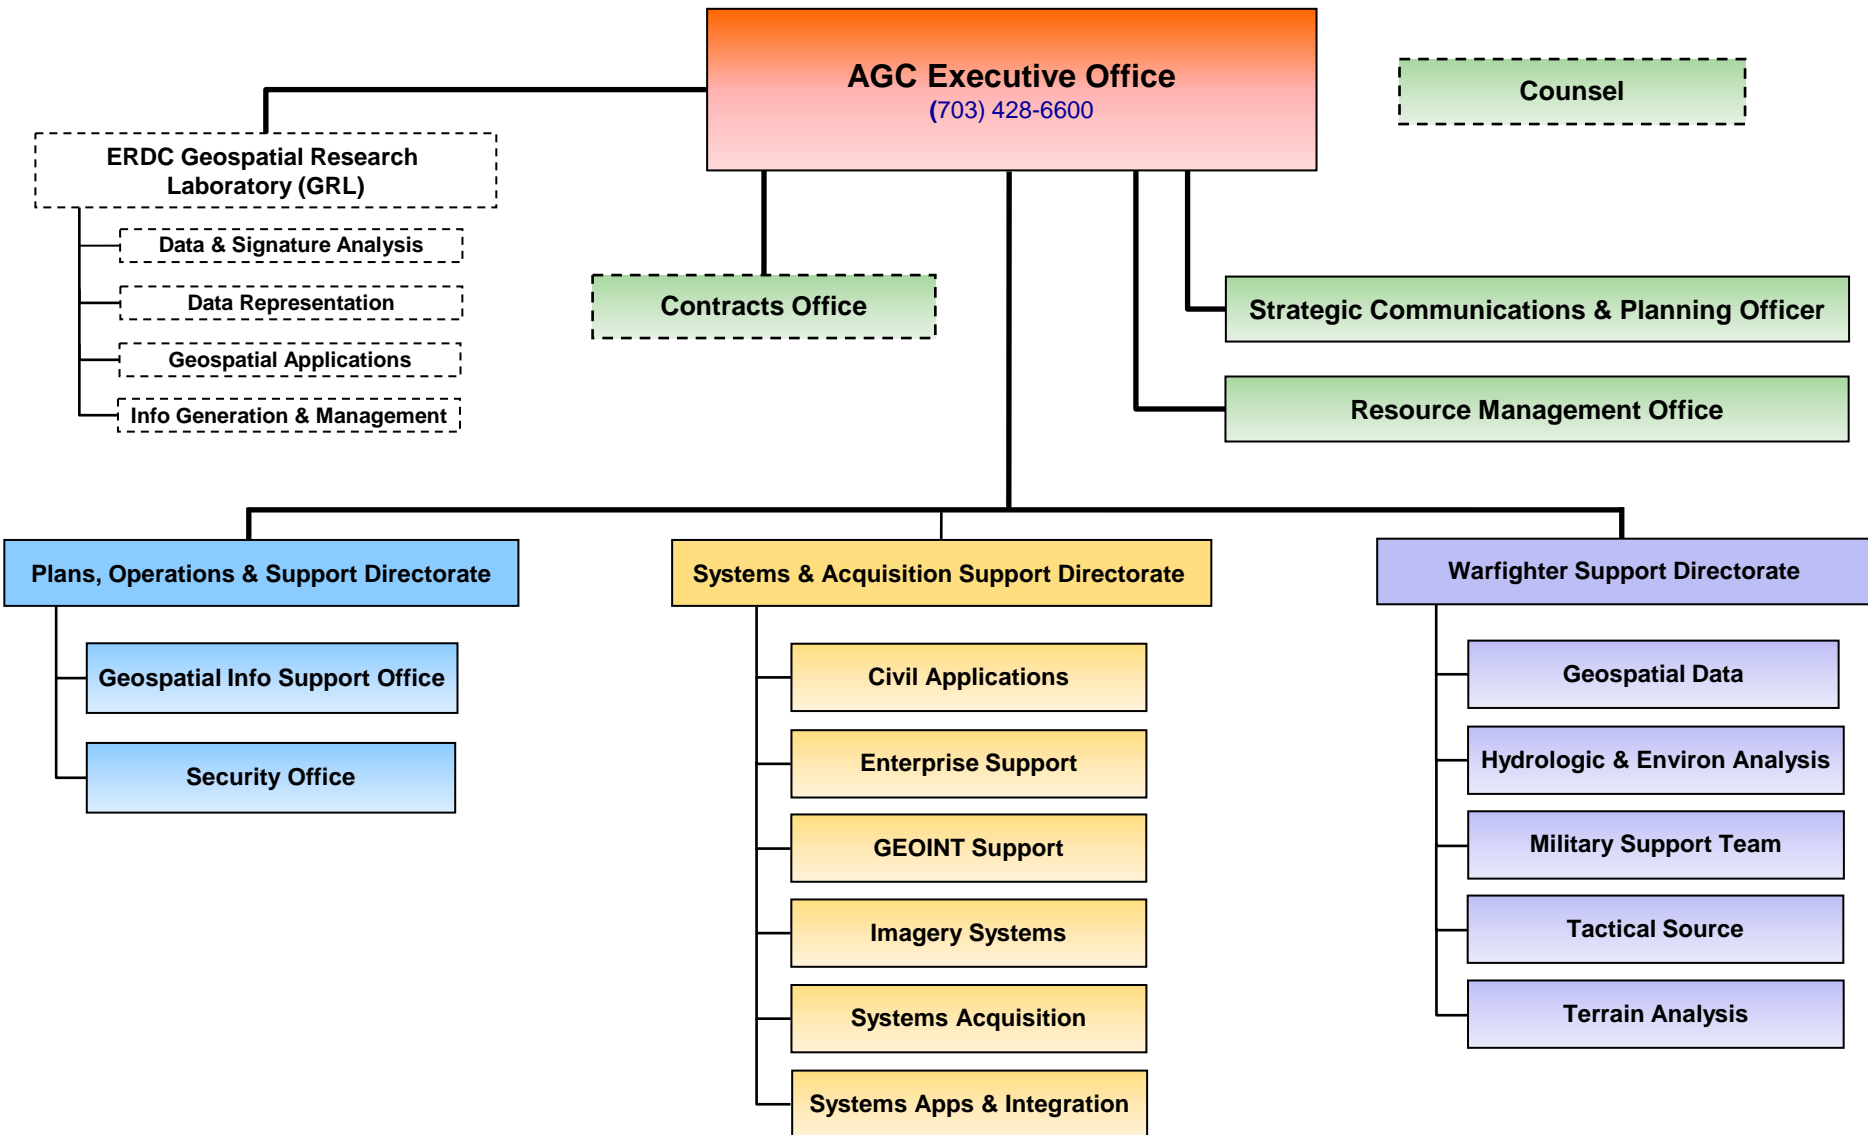 AGC Executive Office
(703) 428-6600
Counsel
ERDC Geospatial Research
Laboratory (GRL)
Data & Signature Analysis
Data Representation
Geospatial Applications
Info Generation & Management
Contracts Office
Strategic Communications & Planning Officer
Resource Management Office
Plans, Operations & Support Directorate
Geospatial Info Support Office
Security Office
Systems & Acquisition Support Directorate
Civil Applications
Enterprise Support
GEOINT Support
Imagery Systems
Systems Acquisition
Systems Apps & Integration
Warfighter Support Directorate
Geospatial Data
Hydrologic & Environ Analysis
Military Support Team
Tactical Source
Terrain Analysis